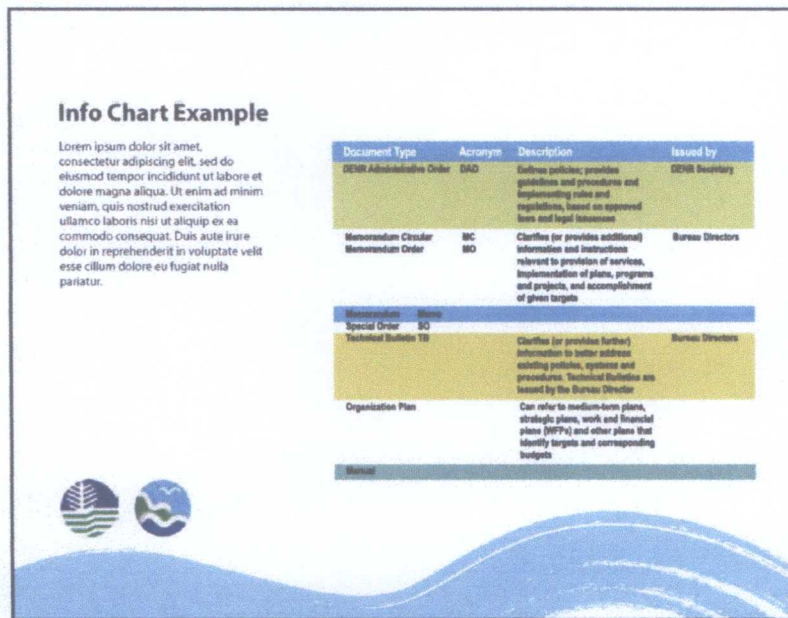 Info Chart Example
Lorem ipsum dolor sit amet,
consectetur adipiscing elit, sed do
eiusmod tempor incididunt ut labore et
dolore magna aliqua. Ut enim ad minim
veniam, quis nostrud exercitation
ullamco laboris nisi ut aliquip ex ea
commodo consequat. Duis aute irure
dolor in reprehenderit in voluptate velit
esse cillum dolore eu fugiat nulla
pariatur.
Document Type Acronym Description Issued by
DENR Administrative Order DAO Defines policies; provides DENR Secretary
guidelines and procedures and
implementing rules and
regulations, based on approved
laws and legal issuances
Memorandum Circular MC Clarifies (or provides additional) Bureau Directors
Memorandum Order MO information and instructions
relevant to provision of services,
implementation of plans, programs
and projects, and accomplishment
of given targets
Memorandum Memo
Special Order SO
Technical Bulletin TB Clarifies (or provides further) Bureau Directors
information to better address
existing policies, systems and
procedures. Technical Bulletins are
issued by the Bureau Director
Organization Plan Can refer to medium-term plans,
strategic plans, work and financial
plans (WFPs) and other plans that
identify targets and corresponding
budgets
Manual